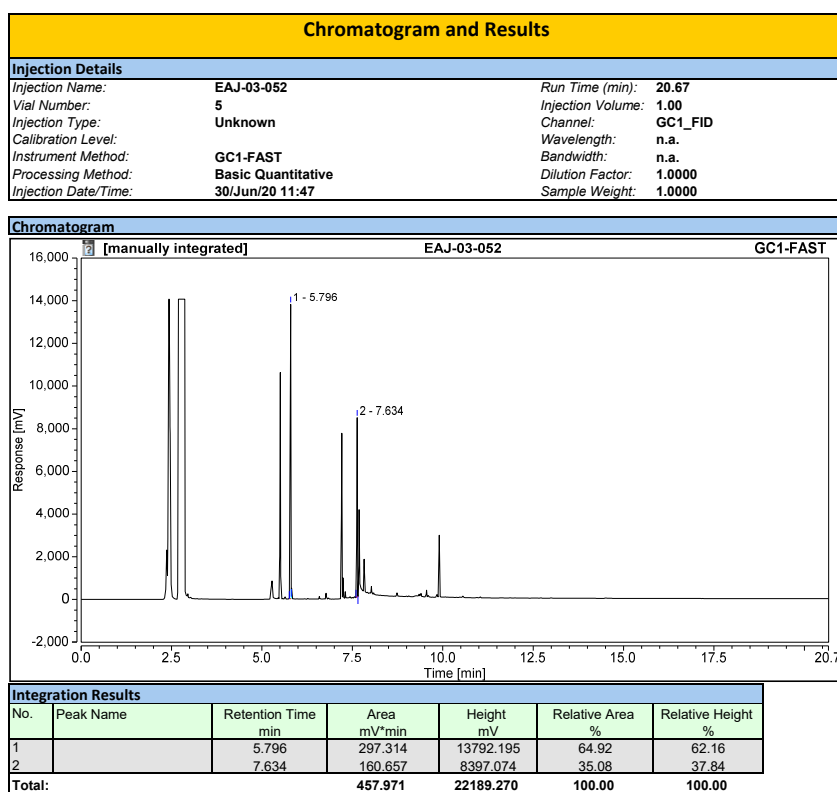 Chromatogram and Results
Injection Details
Injection Name: EAJ-03-052 Run Time (min): 20.67
Vial Number: 5 Injection Volume: 1.00
Injection Type: Unknown Channel: GC1_FID
Calibration Level: Wavelength: n.a.
Instrument Method: GC1-FAST Bandwidth: n.a.
Processing Method: Basic Quantitative Dilution Factor: 1.0000
Injection Date/Time: 30/Jun/20 11:47 Sample Weight: 1.0000
Chromatogram
? [manually integrated] EAJ-03-052 GC1-FAST
16,000
14,000
12,000
10,000
8,000
6,000
4,000
2,000
0
-2,000
Response [mV]
1 - 5.796
2 - 7.634
0.0 2.5 5.0 7.5 10.0 12.5 15.0 17.5 20.7
Time [min]
Integration Results
No. Peak Name Retention Time Area Height Relative Area Relative Height
min mV*min mV % %
1 5.796 297.314 13792.195 64.92 62.16
2 7.634 160.657 8397.074 35.08 37.84
Total: 457.971 22189.270 100.00 100.00